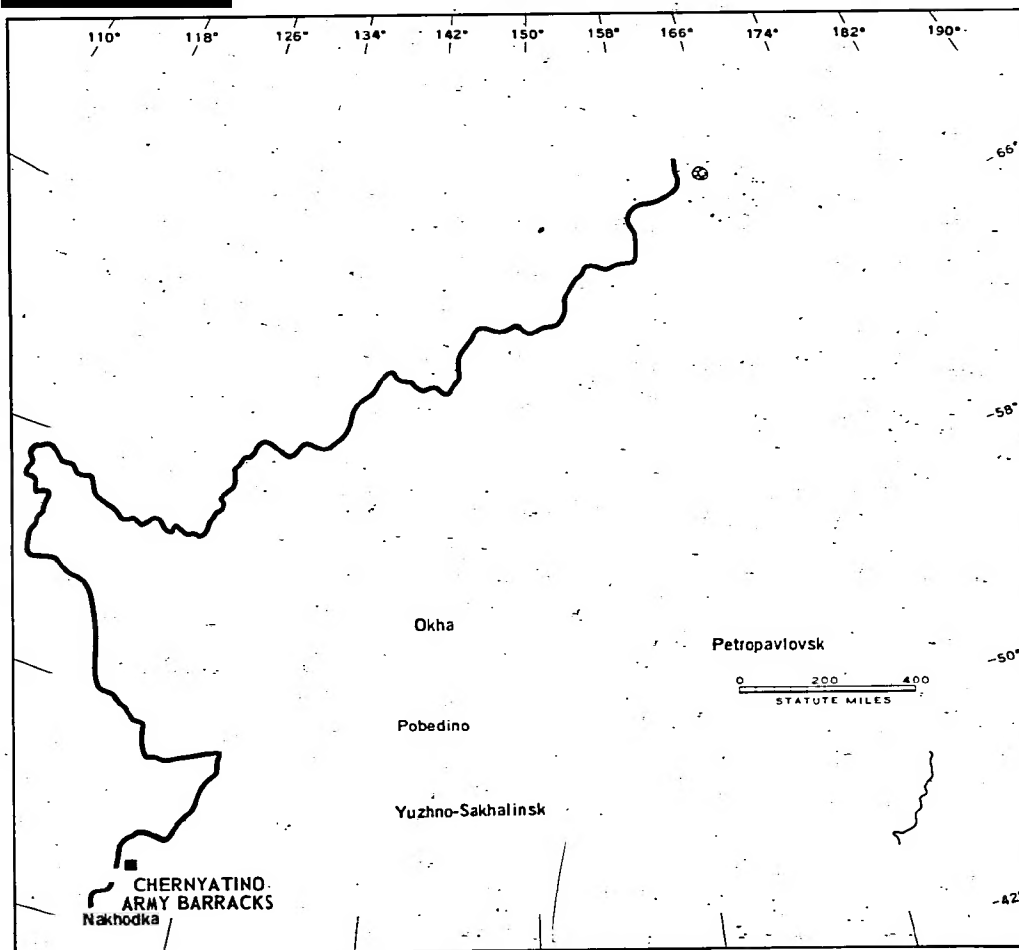 110° 118° 126° 134° 142° 150° 158° 166° 174° 182° 190°
66°
58°
Okha
Petropavlovsk
50°
0 200 400
STATUTE MILES
Pobedino
Yuzhno-Sakhalinsk
CHERNYATINO
ARMY BARRACKS
42°
Nakhodka